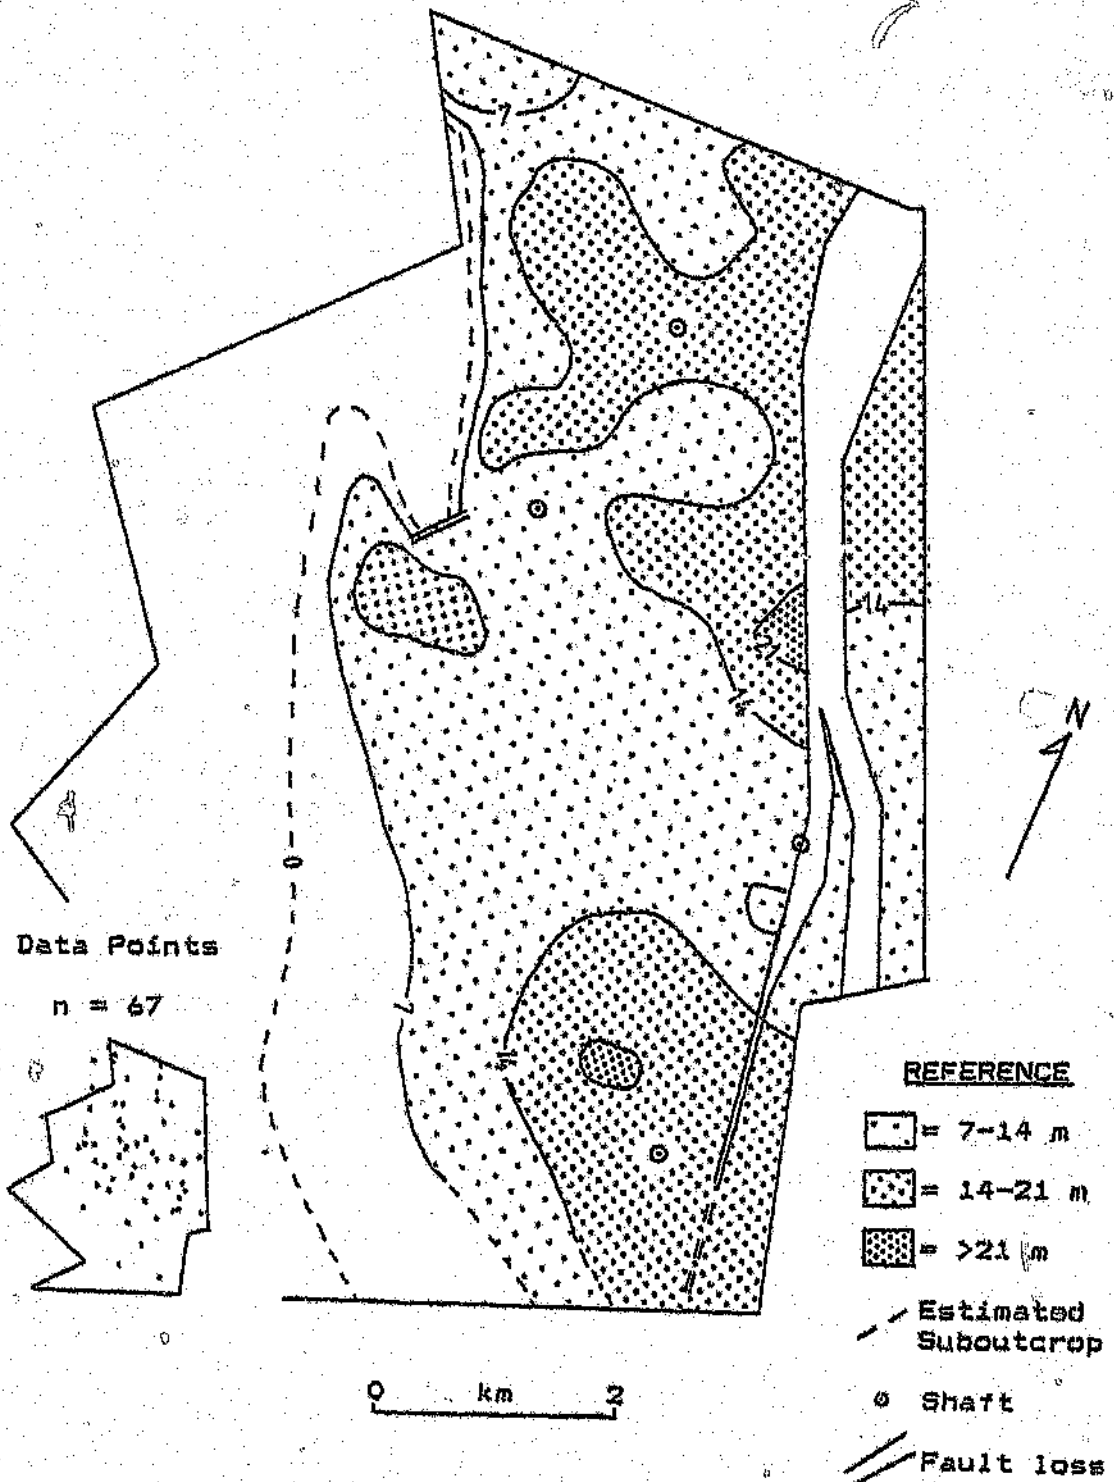 7
14
21
14
N
0
Data Points
n = 67
7
14
REFERENCE
= 7-14 m
= 14-21 m
= >21 m
Estimated
Suboutcrop
Shaft
Fault loss
0 km 2